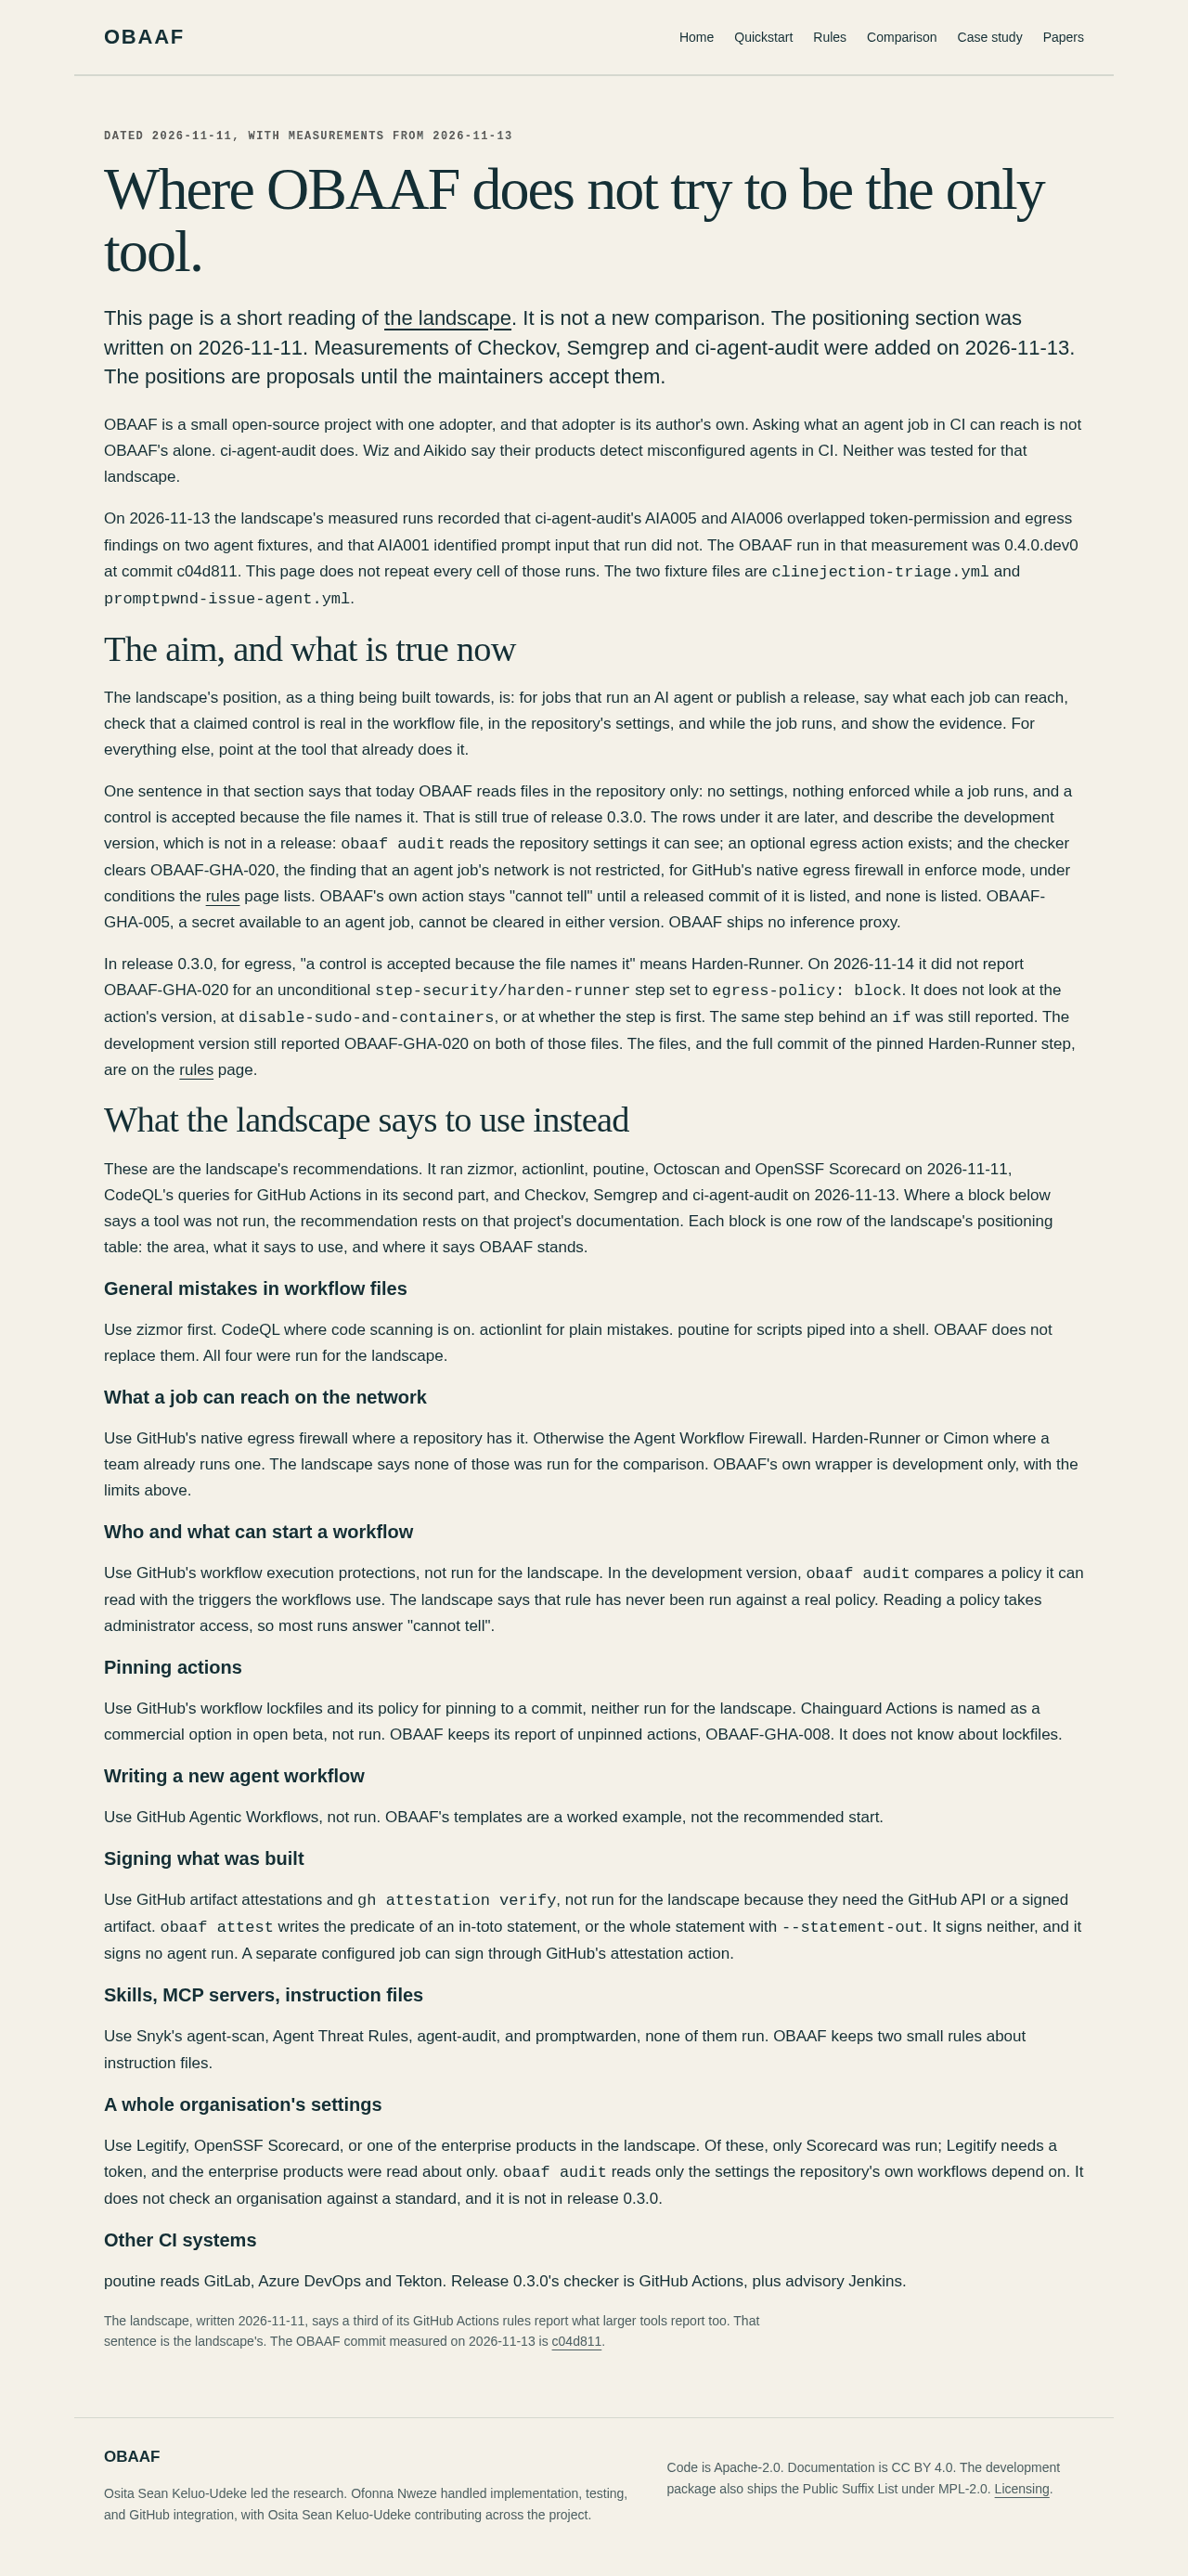 OBAAF
Home Quickstart Rules Comparison Case study Papers
DATED 2026-11-11, WITH MEASUREMENTS FROM 2026-11-13
Where OBAAF does not try to be the only
tool.
This page is a short reading of the landscape. It is not a new comparison. The positioning section was
written on 2026-11-11. Measurements of Checkov, Semgrep and ci-agent-audit were added on 2026-11-13.
The positions are proposals until the maintainers accept them.
OBAAF is a small open-source project with one adopter, and that adopter is its author's own. Asking what an agent job in CI can reach is not
OBAAF's alone. ci-agent-audit does. Wiz and Aikido say their products detect misconfigured agents in CI. Neither was tested for that
landscape.
On 2026-11-13 the landscape's measured runs recorded that ci-agent-audit's AIA005 and AIA006 overlapped token-permission and egress
findings on two agent fixtures, and that AIA001 identified prompt input that run did not. The OBAAF run in that measurement was 0.4.0.dev0
at commit c04d811. This page does not repeat every cell of those runs. The two fixture files are clinejection-triage.yml and
promptpwnd-issue-agent.yml.
The aim, and what is true now
The landscape's position, as a thing being built towards, is: for jobs that run an AI agent or publish a release, say what each job can reach,
check that a claimed control is real in the workflow file, in the repository's settings, and while the job runs, and show the evidence. For
everything else, point at the tool that already does it.
One sentence in that section says that today OBAAF reads files in the repository only: no settings, nothing enforced while a job runs, and a
control is accepted because the file names it. That is still true of release 0.3.0. The rows under it are later, and describe the development
version, which is not in a release: obaaf audit reads the repository settings it can see; an optional egress action exists; and the checker
clears OBAAF-GHA-020, the finding that an agent job's network is not restricted, for GitHub's native egress firewall in enforce mode, under
conditions the rules page lists. OBAAF's own action stays "cannot tell" until a released commit of it is listed, and none is listed. OBAAF-
GHA-005, a secret available to an agent job, cannot be cleared in either version. OBAAF ships no inference proxy.
In release 0.3.0, for egress, "a control is accepted because the file names it" means Harden-Runner. On 2026-11-14 it did not report
OBAAF-GHA-020 for an unconditional step-security/harden-runner step set to egress-policy: block. It does not look at the
action's version, at disable-sudo-and-containers, or at whether the step is first. The same step behind an if was still reported. The
development version still reported OBAAF-GHA-020 on both of those files. The files, and the full commit of the pinned Harden-Runner step,
are on the rules page.
What the landscape says to use instead
These are the landscape's recommendations. It ran zizmor, actionlint, poutine, Octoscan and OpenSSF Scorecard on 2026-11-11,
CodeQL's queries for GitHub Actions in its second part, and Checkov, Semgrep and ci-agent-audit on 2026-11-13. Where a block below
says a tool was not run, the recommendation rests on that project's documentation. Each block is one row of the landscape's positioning
table: the area, what it says to use, and where it says OBAAF stands.
General mistakes in workflow files
Use zizmor first. CodeQL where code scanning is on. actionlint for plain mistakes. poutine for scripts piped into a shell. OBAAF does not
replace them. All four were run for the landscape.
What a job can reach on the network
Use GitHub's native egress firewall where a repository has it. Otherwise the Agent Workflow Firewall. Harden-Runner or Cimon where a
team already runs one. The landscape says none of those was run for the comparison. OBAAF's own wrapper is development only, with the
limits above.
Who and what can start a workflow
Use GitHub's workflow execution protections, not run for the landscape. In the development version, obaaf audit compares a policy it can
read with the triggers the workflows use. The landscape says that rule has never been run against a real policy. Reading a policy takes
administrator access, so most runs answer "cannot tell".
Pinning actions
Use GitHub's workflow lockfiles and its policy for pinning to a commit, neither run for the landscape. Chainguard Actions is named as a
commercial option in open beta, not run. OBAAF keeps its report of unpinned actions, OBAAF-GHA-008. It does not know about lockfiles.
Writing a new agent workflow
Use GitHub Agentic Workflows, not run. OBAAF's templates are a worked example, not the recommended start.
Signing what was built
Use GitHub artifact attestations and gh attestation verify, not run for the landscape because they need the GitHub API or a signed
artifact. obaaf attest writes the predicate of an in-toto statement, or the whole statement with --statement-out. It signs neither, and it
signs no agent run. A separate configured job can sign through GitHub's attestation action.
Skills, MCP servers, instruction files
Use Snyk's agent-scan, Agent Threat Rules, agent-audit, and promptwarden, none of them run. OBAAF keeps two small rules about
instruction files.
A whole organisation's settings
Use Legitify, OpenSSF Scorecard, or one of the enterprise products in the landscape. Of these, only Scorecard was run; Legitify needs a
token, and the enterprise products were read about only. obaaf audit reads only the settings the repository's own workflows depend on. It
does not check an organisation against a standard, and it is not in release 0.3.0.
Other CI systems
poutine reads GitLab, Azure DevOps and Tekton. Release 0.3.0's checker is GitHub Actions, plus advisory Jenkins.
The landscape, written 2026-11-11, says a third of its GitHub Actions rules report what larger tools report too. That
sentence is the landscape's. The OBAAF commit measured on 2026-11-13 is c04d811.
OBAAF
Osita Sean Keluo-Udeke led the research. Ofonna Nweze handled implementation, testing,
and GitHub integration, with Osita Sean Keluo-Udeke contributing across the project.
Code is Apache-2.0. Documentation is CC BY 4.0. The development
package also ships the Public Suffix List under MPL-2.0. Licensing.